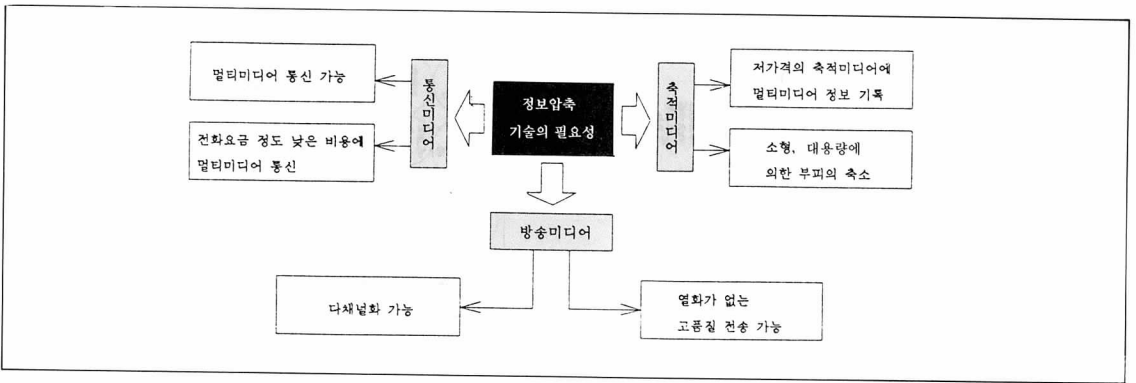 멀티미디어 통신 가능
전화요금 정도 낮은 비용에
멀티미디어 통신
통신미디어
정보압축
기술의 필요성
축적미디어
저가격의 축적미디어에
멀티미디어 정보 기록
소형, 대용량에
의한 부피의 축소
방송미디어
다채널화 가능
열화가 없는
고품질 전송 가능